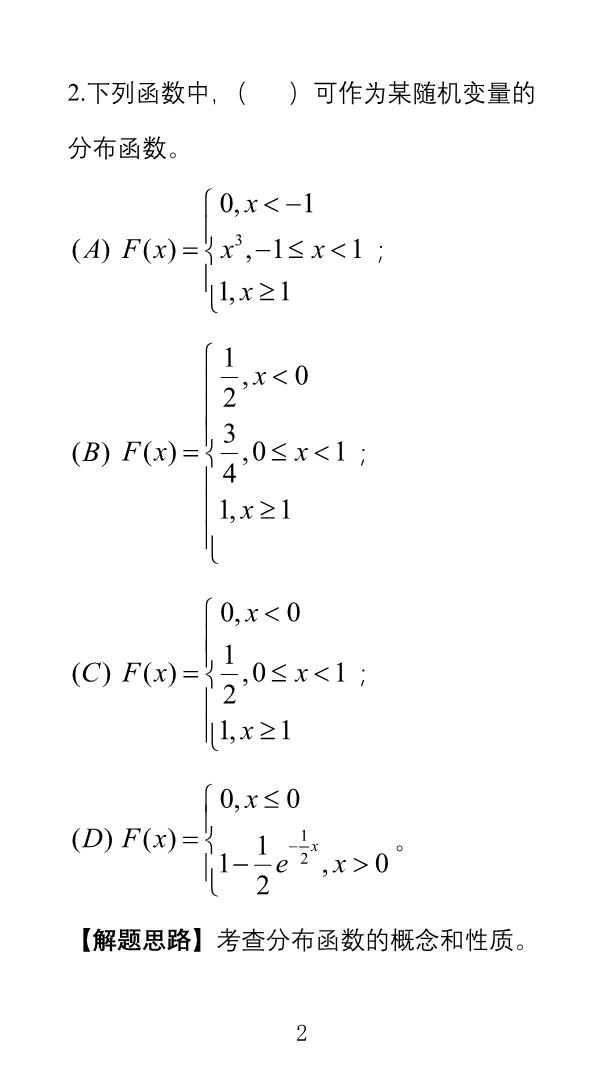 2.下列函数中,（ ）可作为某随机变量的
分布函数。
(A) F(x) = { 0, x < −1
x³, −1 ≤ x < 1 ;
1, x ≥ 1
(B) F(x) = { 1/2, x < 0
3/4, 0 ≤ x < 1 ;
1, x ≥ 1
(C) F(x) = { 0, x < 0
1/2, 0 ≤ x < 1 ;
1, x ≥ 1
(D) F(x) = { 0, x ≤ 0
1 − 1/2 e^(−1/2 x), x > 0 。
【解题思路】考查分布函数的概念和性质。
2